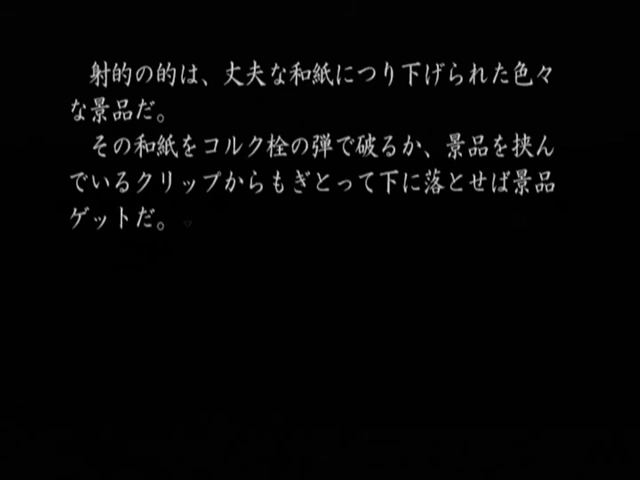 射的の的は、丈夫な和紙につり下げられた色々
な景品だ。
その和紙をコルク栓の弾で破るか、景品を挟ん
でいるクリップからもぎとって下に落とせば景品
ゲットだ。